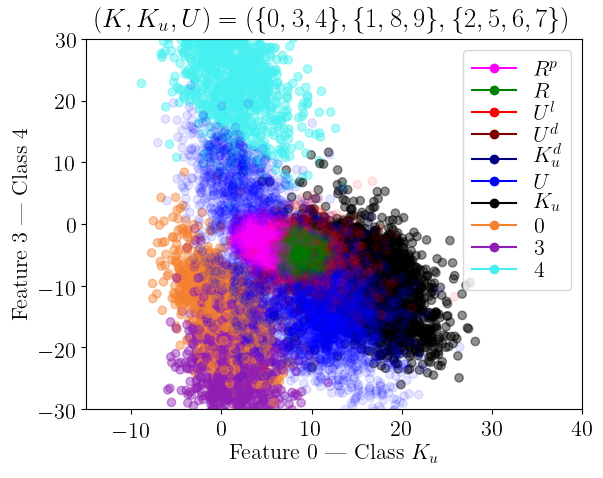 (K, K_u, U) = ({0, 3, 4}, {1, 8, 9}, {2, 5, 6, 7})
30
20
10
0
−10
−20
−30
Feature 3 — Class 4
R^p
R
U^l
U^d
K_u^d
U
K_u
0
3
4
−10
0
10
20
30
40
Feature 0 — Class K_u